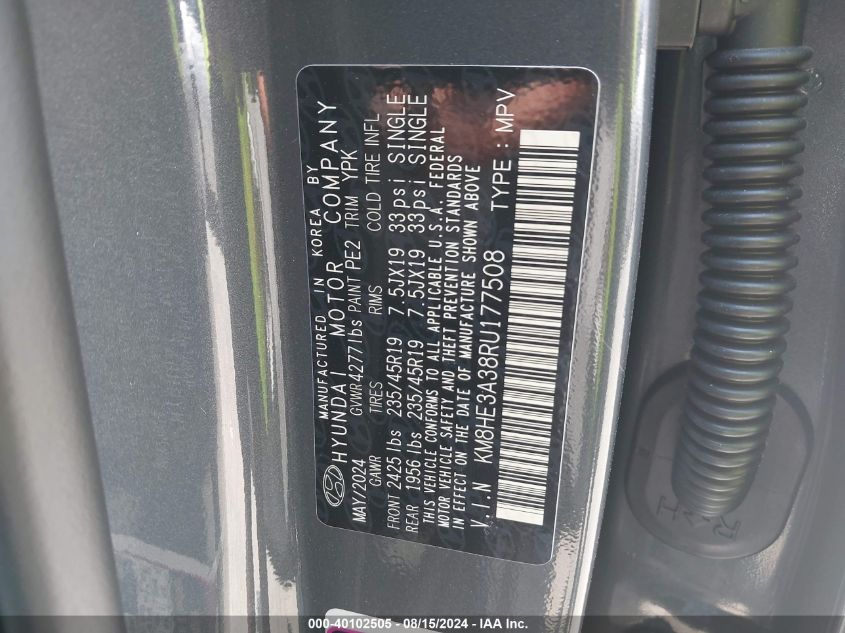 MANUFACTURED IN KOREA BY
HYUNDAI MOTOR COMPANY
MAY/2024 GVWR 4277lbs PAINT PE2 TRIM YPK
GAWR TIRES RIMS COLD TIRE INFL
FRONT 2425 lbs 235/45R19 7.5JX19 33psi SINGLE
REAR 1956 lbs 235/45R19 7.5JX19 33psi SINGLE
THIS VEHICLE CONFORMS TO ALL APPLICABLE U.S.A. FEDERAL
MOTOR VEHICLE SAFETY AND THEFT PREVENTION STANDARDS
IN EFFECT ON THE DATE OF MANUFACTURE SHOWN ABOVE
V.I.N KM8HE3A38RU177508 TYPE : MPV
000-40102505 - 08/15/2024 - IAAI.com